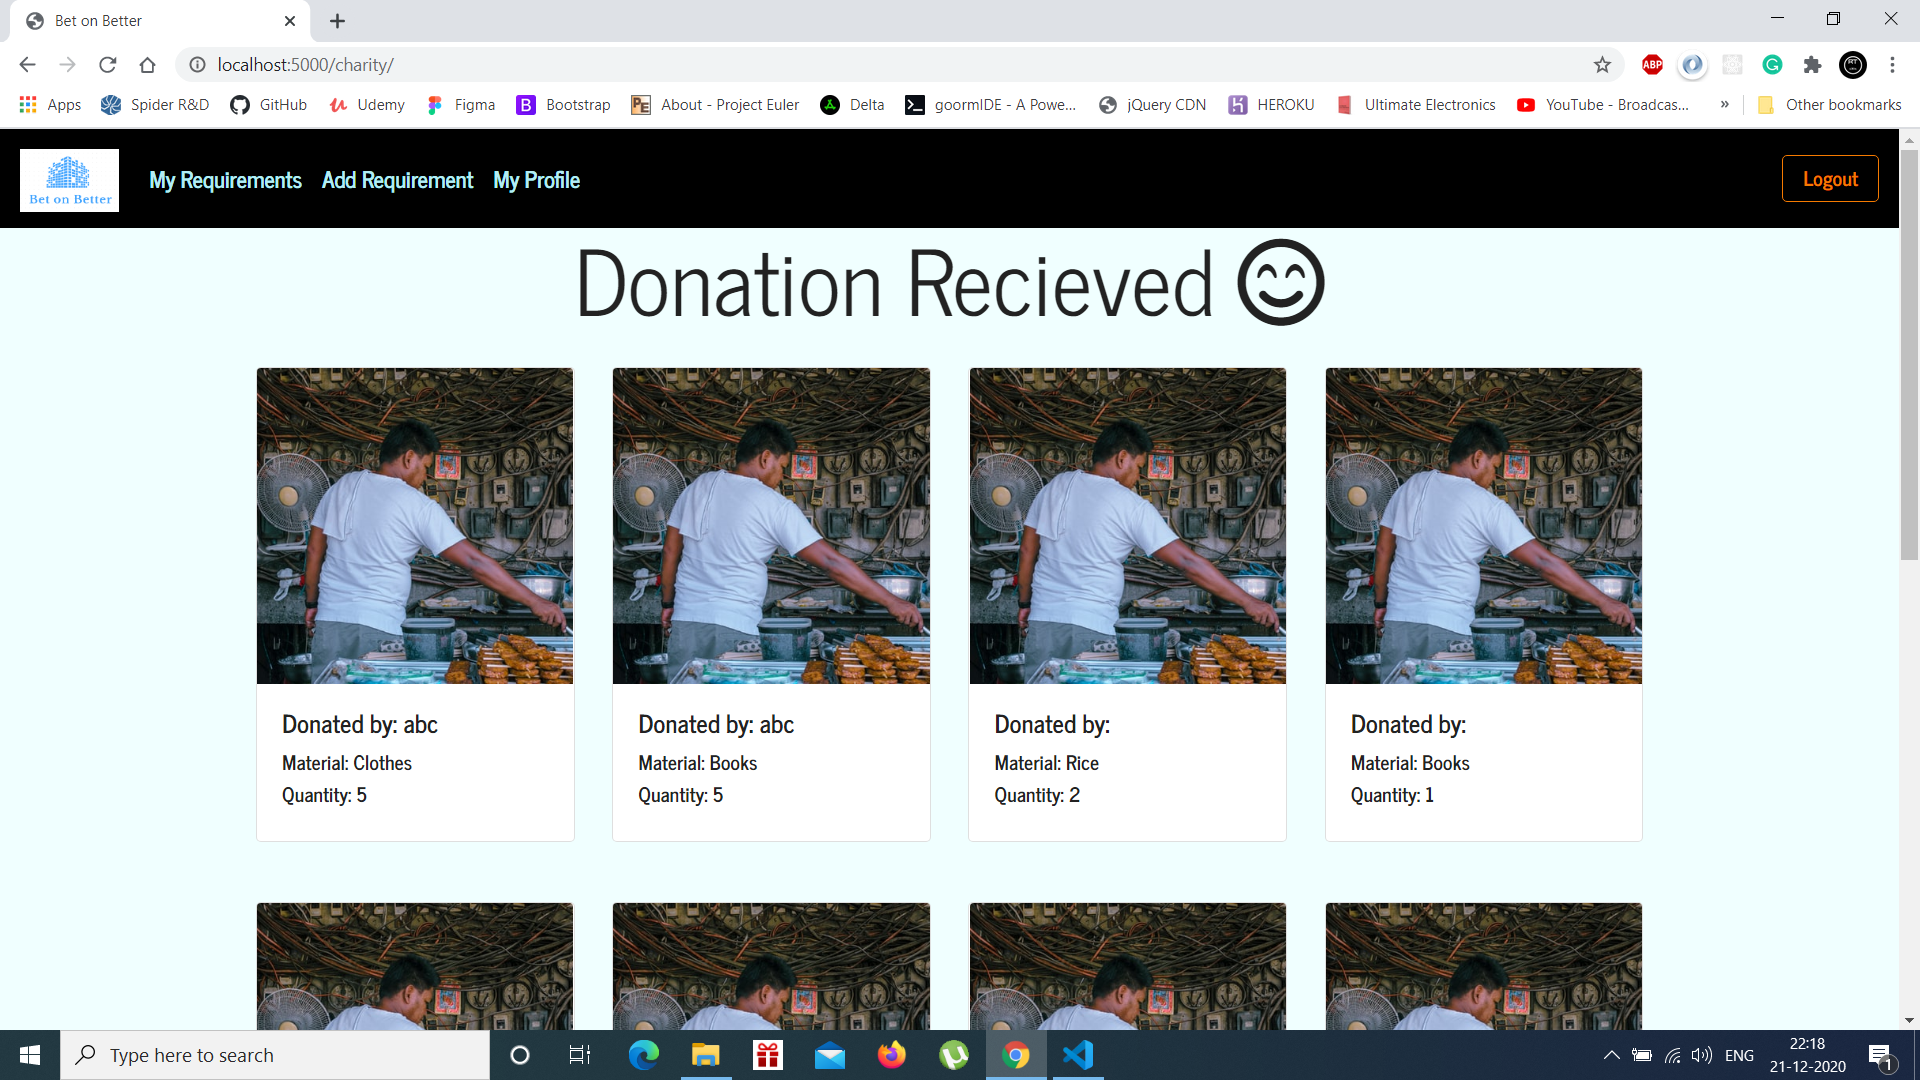 Bet on Better
localhost:5000/charity/
ABP
RT
Apps Spider R&D GitHub Udemy Figma Bootstrap About - Project Euler Delta goormIDE - A Powe... jQuery CDN HEROKU Ultimate Electronics YouTube - Broadcas... » Other bookmarks
Bet on Better
My Requirements Add Requirement My Profile Logout
Donation Recieved
Donated by: abc
Material: Clothes
Quantity: 5
Donated by: abc
Material: Books
Quantity: 5
Donated by:
Material: Rice
Quantity: 2
Donated by:
Material: Books
Quantity: 1
Type here to search
ENG
22:18
21-12-2020
1